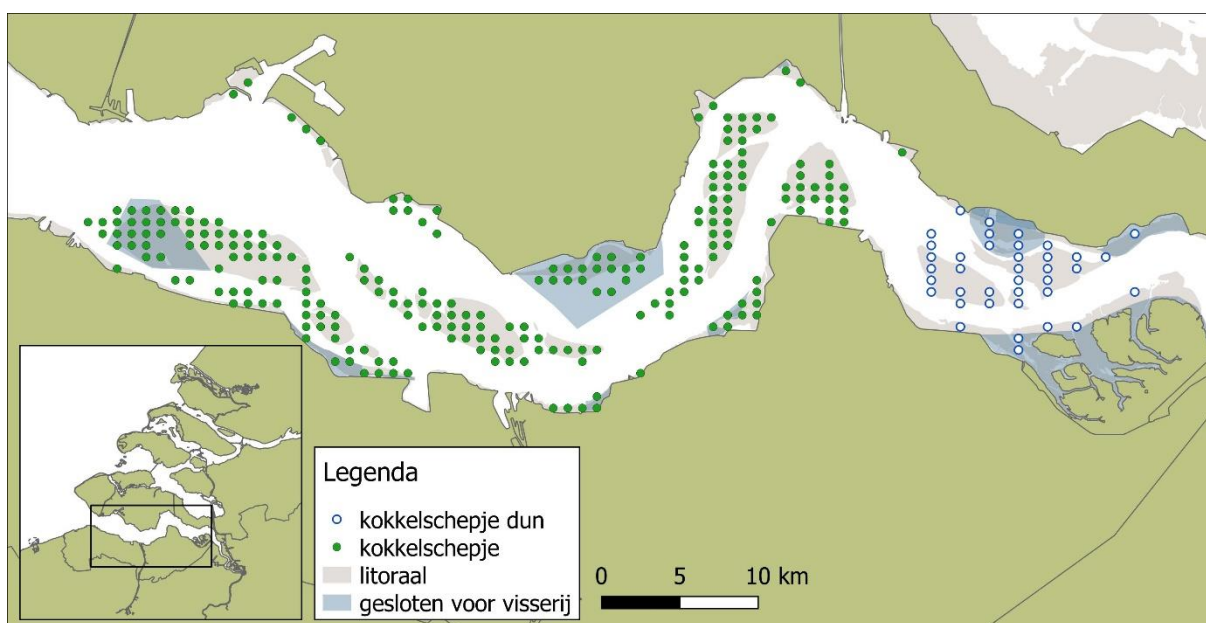 Legenda
kokkelschepje dun
kokkelschepje
litoraal
gesloten voor visserij
0 5 10 km